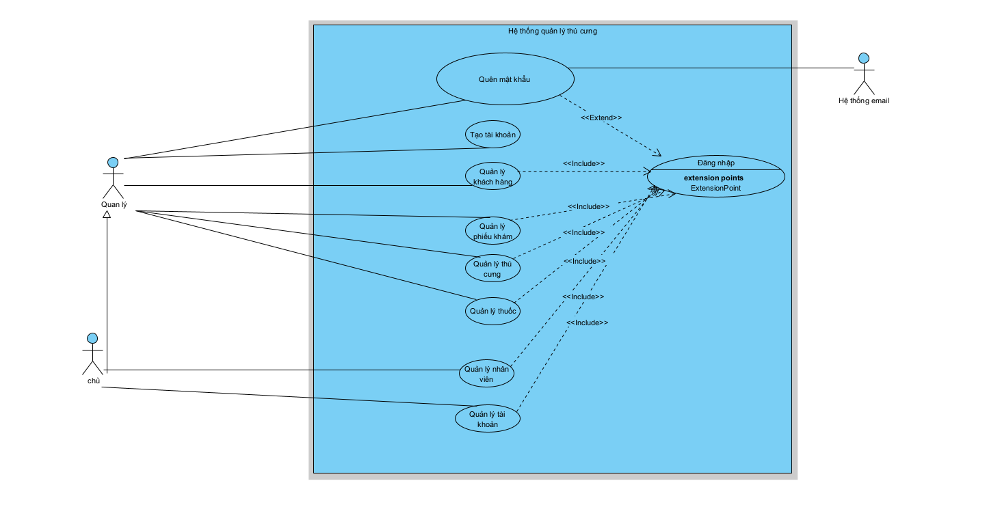 Hệ thống quản lý thú cưng
Quên mật khẩu
Hệ thống email
<<Extend>>
Tạo tài khoản
Đăng nhập
extension points
ExtensionPoint
<<Include>>
Quản lý
khách hàng
Quan lý
<<Include>>
Quản lý
phiếu khám
<<Include>>
Quản lý thú
cưng
<<Include>>
Quản lý thuốc
<<Include>>
<<Include>>
Quản lý nhân
viên
chủ
Quản lý tài
khoản